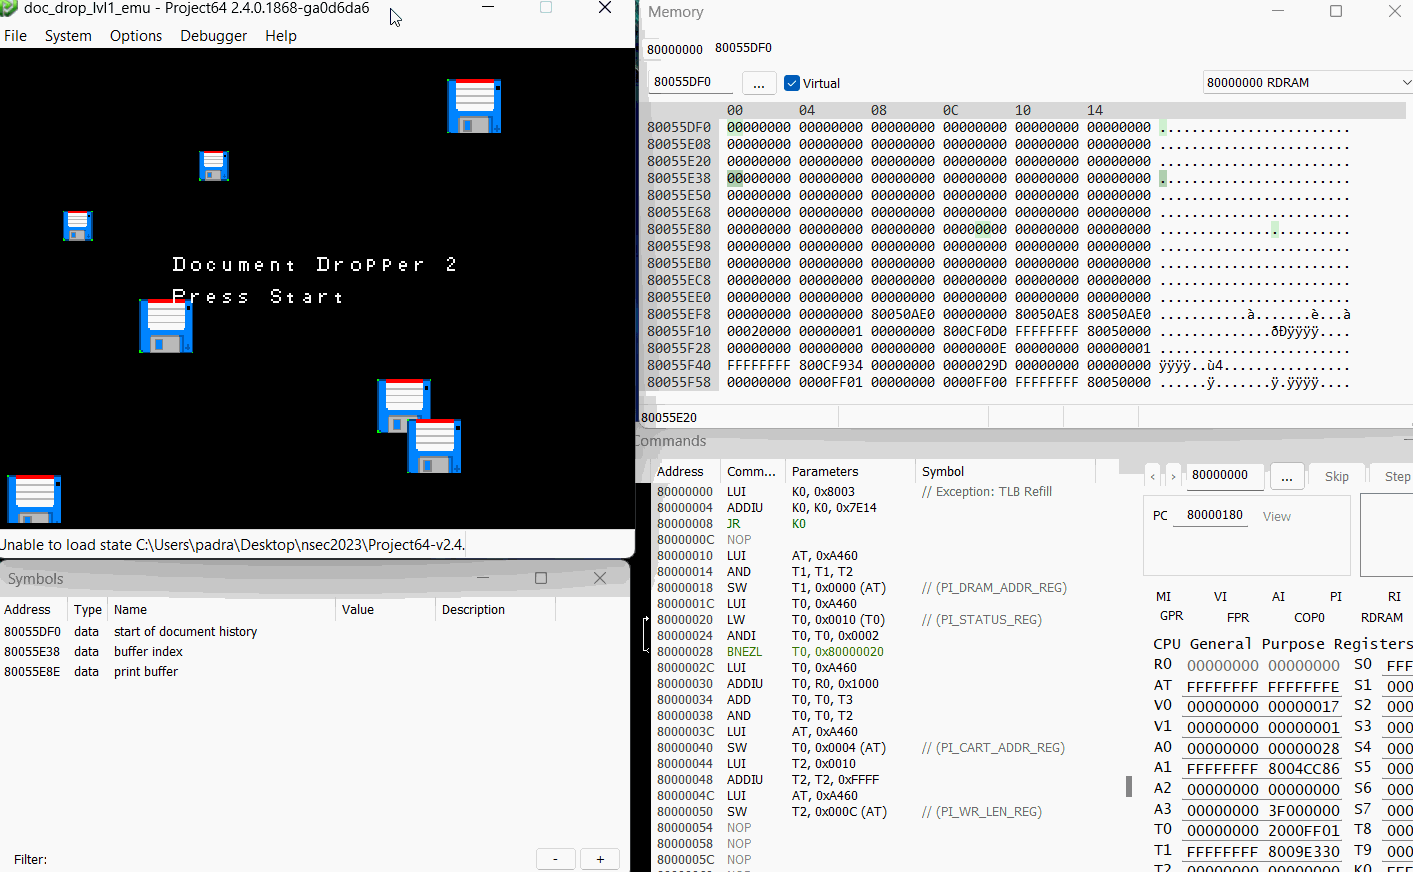 doc_drop_lvl1_emu - Project64 2.4.0.1868-ga0d6da6
File System Options Debugger Help
Document Dropper 2
Press Start
Unable to load state C:\Users\padra\Desktop\nsec2023\Project64-v2.4.
Symbols
Address Type Name Value Description
80055DF0 data start of document history
80055E38 data buffer index
80055E8E data print buffer
Filter:
- +
Memory
80000000 80055DF0
80055DF0 ... Virtual 80000000 RDRAM
00 04 08 0C 10 14
80055DF0 00000000 00000000 00000000 00000000 00000000 00000000 ........................
80055E08 00000000 00000000 00000000 00000000 00000000 00000000 ........................
80055E20 00000000 00000000 00000000 00000000 00000000 00000000 ........................
80055E38 00000000 00000000 00000000 00000000 00000000 00000000 ........................
80055E50 00000000 00000000 00000000 00000000 00000000 00000000 ........................
80055E68 00000000 00000000 00000000 00000000 00000000 00000000 ........................
80055E80 00000000 00000000 00000000 00000000 00000000 00000000 ........................
80055E98 00000000 00000000 00000000 00000000 00000000 00000000 ........................
80055EB0 00000000 00000000 00000000 00000000 00000000 00000000 ........................
80055EC8 00000000 00000000 00000000 00000000 00000000 00000000 ........................
80055EE0 00000000 00000000 00000000 00000000 00000000 00000000 ........................
80055EF8 00000000 00000000 80050AE0 00000000 80050AE8 80050AE0 ...........à.......è...à
80055F10 00020000 00000001 00000000 800CF0D0 FFFFFFFF 80050000 ..............ðÐÿÿÿÿ....
80055F28 00000000 00000000 00000000 0000000E 00000000 00000001 ........................
80055F40 FFFFFFFF 800CF934 00000000 0000029D 00000000 00000000 ÿÿÿÿ..ù4................
80055F58 00000000 0000FF01 00000000 0000FF00 FFFFFFFF 80050000 ......ÿ.......ÿ.ÿÿÿÿ....
80055E20
Commands
Address Comm... Parameters Symbol
80000000 LUI K0, 0x8003 // Exception: TLB Refill
80000004 ADDIU K0, K0, 0x7E14
80000008 JR K0
8000000C NOP
80000010 LUI AT, 0xA460
80000014 AND T1, T1, T2
80000018 SW T1, 0x0000 (AT) // (PI_DRAM_ADDR_REG)
8000001C LUI T0, 0xA460
80000020 LW T0, 0x0010 (T0) // (PI_STATUS_REG)
80000024 ANDI T0, T0, 0x0002
80000028 BNEZL T0, 0x80000020
8000002C LUI T0, 0xA460
80000030 ADDIU T0, R0, 0x1000
80000034 ADD T0, T0, T3
80000038 AND T0, T0, T2
8000003C LUI AT, 0xA460
80000040 SW T0, 0x0004 (AT) // (PI_CART_ADDR_REG)
80000044 LUI T2, 0x0010
80000048 ADDIU T2, T2, 0xFFFF
8000004C LUI AT, 0xA460
80000050 SW T2, 0x000C (AT) // (PI_WR_LEN_REG)
80000054 NOP
80000058 NOP
8000005C NOP
< > 80000000 ... Skip Step
PC 80000180 View
MI VI AI PI RI
GPR FPR COP0 RDRAM
CPU General Purpose Registers
R0 00000000 00000000 S0 FFF
AT FFFFFFFF FFFFFFFE S1 000
V0 00000000 00000017 S2 000
V1 00000000 00000001 S3 000
A0 00000000 00000028 S4 000
A1 FFFFFFFF 8004CC86 S5 000
A2 00000000 00000000 S6 000
A3 00000000 3F000000 S7 000
T0 00000000 2000FF01 T8 000
T1 FFFFFFFF 8009E330 T9 000